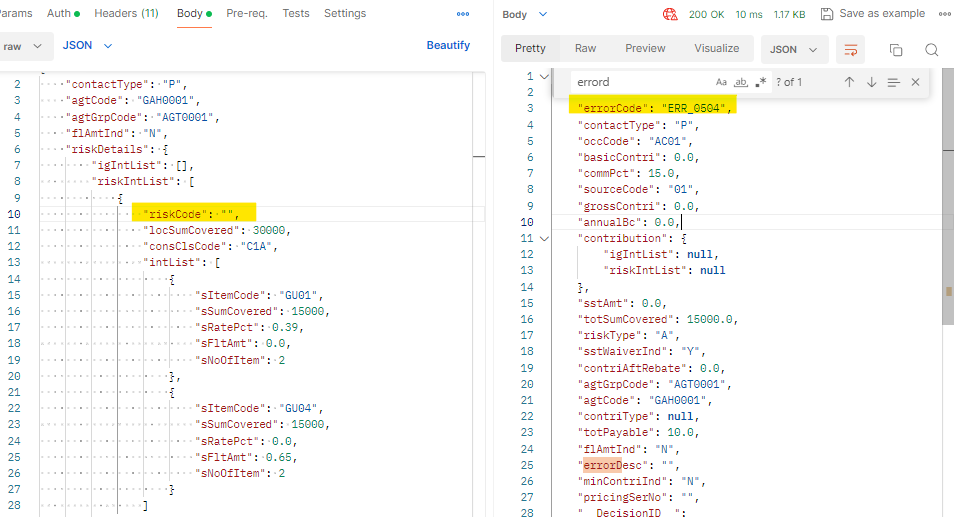 arams Auth Headers (11) Body Pre-req. Tests Settings
raw JSON Beautify
2 "contactType": "P",
3 "agtCode": "GAH0001",
4 "agtGrpCode": "AGT0001",
5 "flAmtInd": "N",
6 "riskDetails": {
7 "igIntList": [],
8 "riskIntList": [
9 {
10 "riskCode": "",
11 "locSumCovered": 30000,
12 "consClsCode": "C1A",
13 "intList": [
14 {
15 "sItemCode": "GU01",
16 "sSumCovered": 15000,
17 "sRatePct": 0.39,
18 "sFltAmt": 0.0,
19 "sNoOfItem": 2
20 },
21 {
22 "sItemCode": "GU04",
23 "sSumCovered": 15000,
24 "sRatePct": 0.0,
25 "sFltAmt": 0.65,
26 "sNoOfItem": 2
27 }
28 ]
Body 200 OK 10 ms 1.17 KB Save as example
Pretty Raw Preview Visualize JSON
errord Aa ab. .* ? of 1
1
2
3 "errorCode": "ERR_0504",
4 "contactType": "P",
5 "occCode": "AC01",
6 "basicContri": 0.0,
7 "commPct": 15.0,
8 "sourceCode": "01",
9 "grossContri": 0.0,
10 "annualBc": 0.0,
11 "contribution": {
12 "igIntList": null,
13 "riskIntList": null
14 },
15 "sstAmt": 0.0,
16 "totSumCovered": 15000.0,
17 "riskType": "A",
18 "sstWaiverInd": "Y",
19 "contriAftRebate": 0.0,
20 "agtGrpCode": "AGT0001",
21 "agtCode": "GAH0001",
22 "contriType": null,
23 "totPayable": 10.0,
24 "flAmtInd": "N",
25 "errorDesc": "",
26 "minContriInd": "N",
27 "pricingSerNo": "",
28 "__DecisionID__":